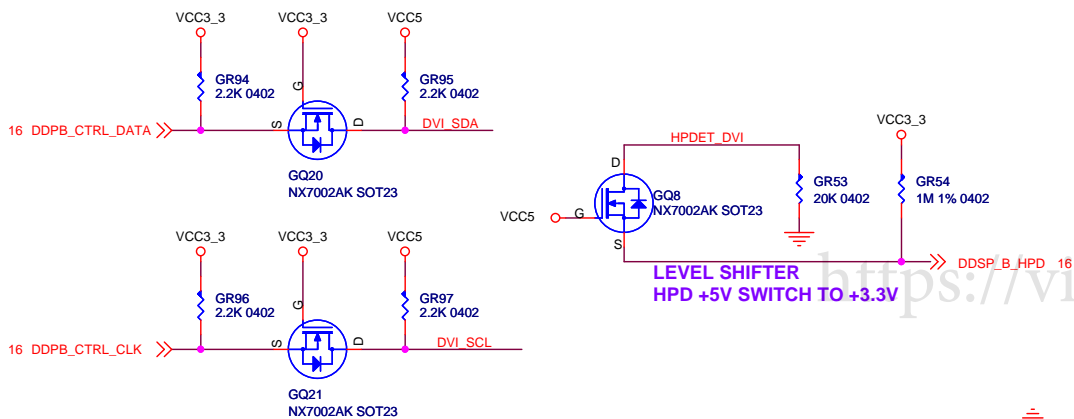 VCC3_3
VCC3_3
VCC5
GR94
2.2K 0402
G
GR95
2.2K 0402
16 DDPB_CTRL_DATA
S
D
DVI_SDA
GQ20
NX7002AK SOT23
VCC3_3
VCC3_3
VCC5
GR96
2.2K 0402
G
GR97
2.2K 0402
16 DDPB_CTRL_CLK
S
D
DVI_SCL
GQ21
NX7002AK SOT23
VCC3_3
HPDET_DVI
D
GQ8
NX7002AK SOT23
GR53
20K 0402
GR54
1M 1% 0402
VCC5
G
S
DDSP_B_HPD 16
LEVEL SHIFTER
HPD +5V SWITCH TO +3.3V
https://vi